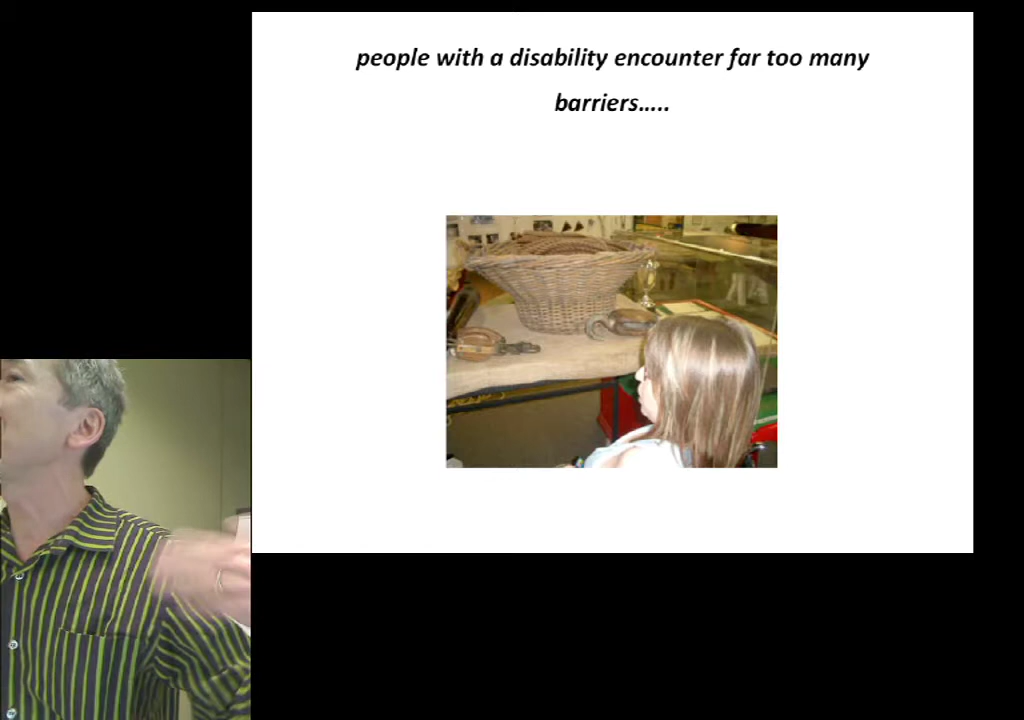 people with a disability encounter far too many
barriers.....